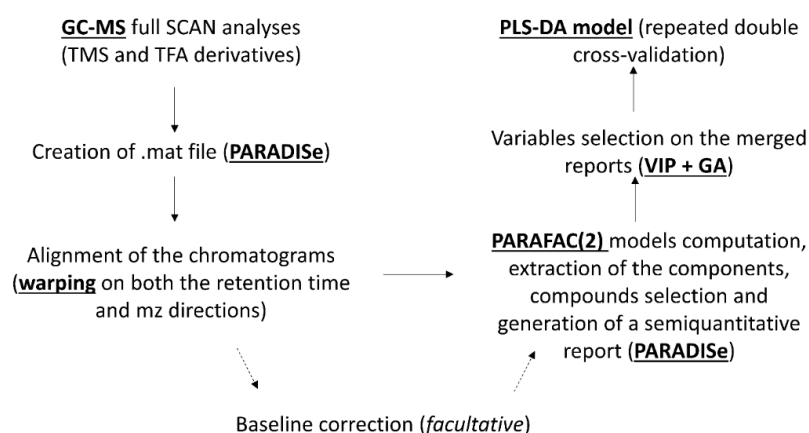 GC-MS full SCAN analyses
(TMS and TFA derivatives)
Creation of .mat file (PARADISe)
Alignment of the chromatograms
(warping on both the retention time
and mz directions)
Baseline correction (facultative)
PARAFAC(2) models computation,
extraction of the components,
compounds selection and
generation of a semiquantitative
report (PARADISe)
Variables selection on the merged
reports (VIP + GA)
PLS-DA model (repeated double
cross-validation)